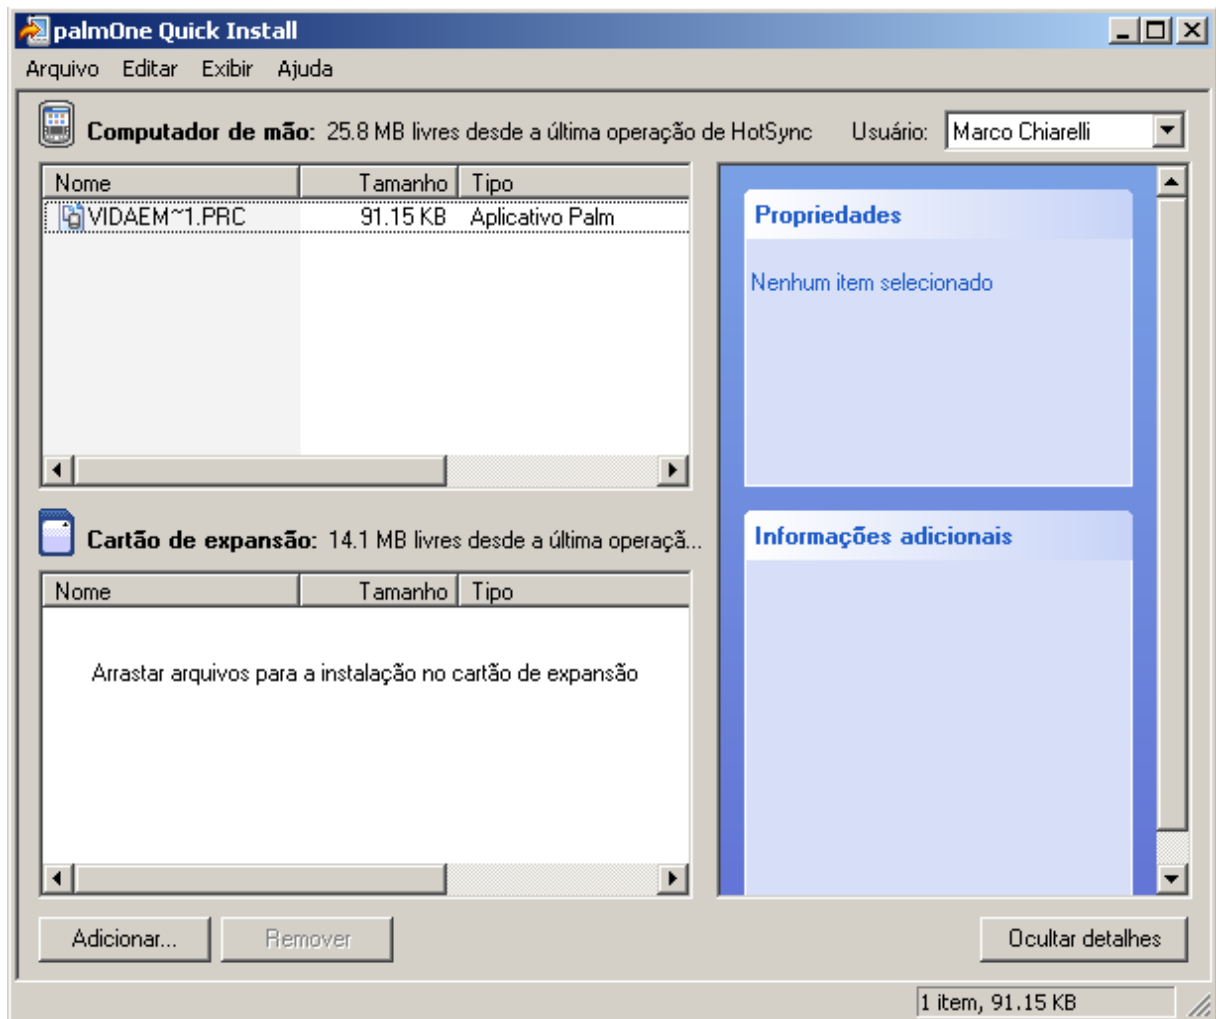 palmOne Quick Install
Arquivo Editar Exibir Ajuda
Computador de mão: 25.8 MB livres desde a última operação de HotSync Usuário: Marco Chiarelli
Nome Tamanho Tipo
VIDAEM~1.PRC 91.15 KB Aplicativo Palm
Propriedades
Nenhum item selecionado
Cartão de expansão: 14.1 MB livres desde a última operaçã...
Nome Tamanho Tipo
Arrastar arquivos para a instalação no cartão de expansão
Informações adicionais
Adicionar... Remover Ocultar detalhes
1 item, 91.15 KB